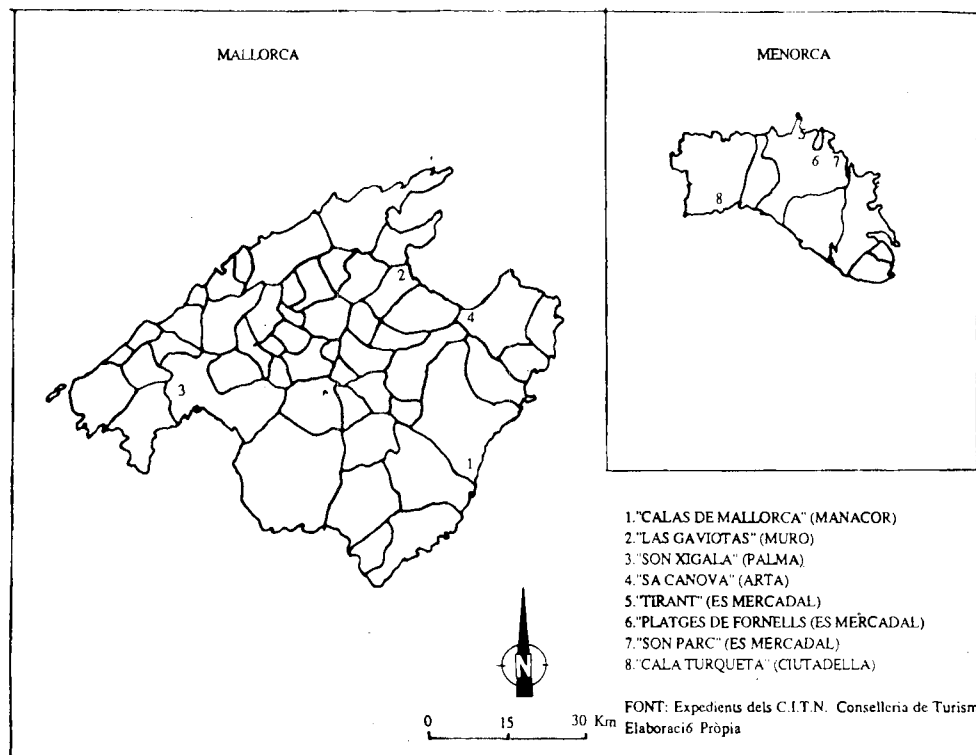 MALLORCA
MENORCA
5
6 7
8
2
4
3
1
1."CALAS DE MALLORCA" (MANACOR)
2."LAS GAVIOTAS" (MURO)
3."SON XIGALA" (PALMA)
4."SA CANOVA" (ARTA)
5."TIRANT" (ES MERCADAL)
6."PLATGES DE FORNELLS (ES MERCADAL)
7."SON PARC" (ES MERCADAL)
8."CALA TURQUETA" (CIUTADELLA)
N
0 15 30 Km
FONT: Expedients dels C.I.T.N. Conselleria de Turism
Elaboració Pròpia